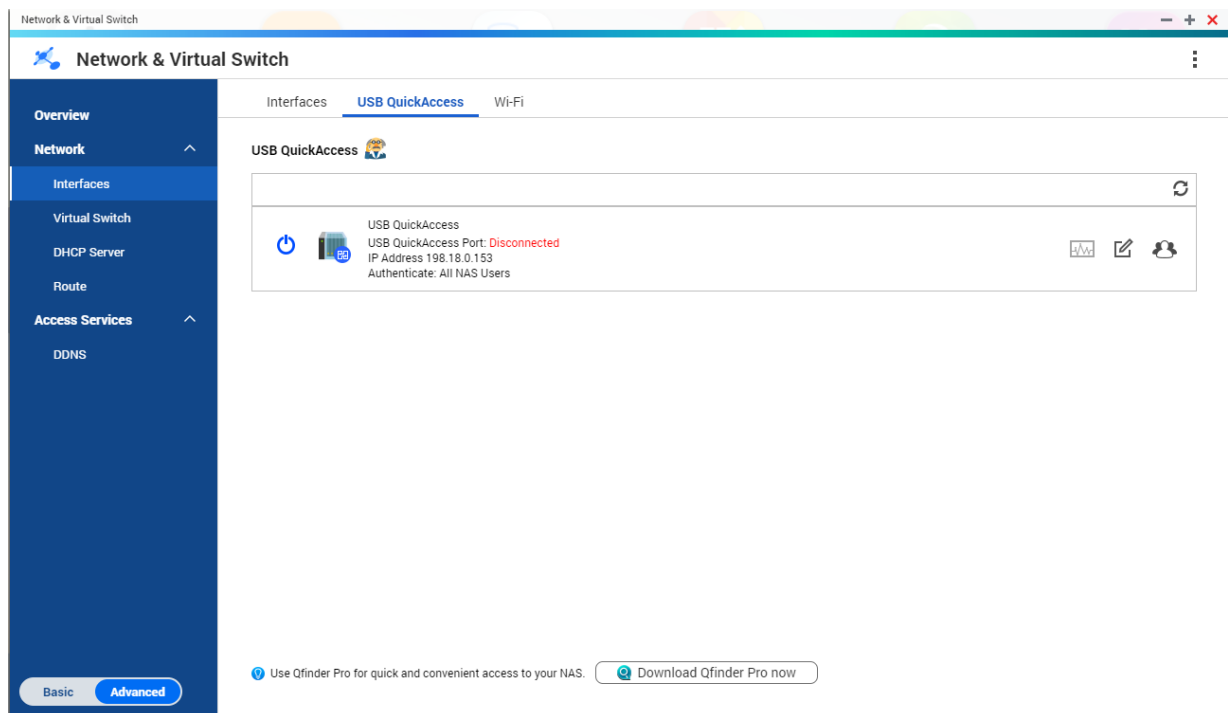 Network & Virtual Switch
Network & Virtual Switch
Overview
Network
Interfaces
Virtual Switch
DHCP Server
Route
Access Services
DDNS
Basic Advanced
Interfaces USB QuickAccess Wi-Fi
USB QuickAccess
USB QuickAccess
USB QuickAccess Port: Disconnected
IP Address 198.18.0.153
Authenticate: All NAS Users
Use Qfinder Pro for quick and convenient access to your NAS. Download Qfinder Pro now